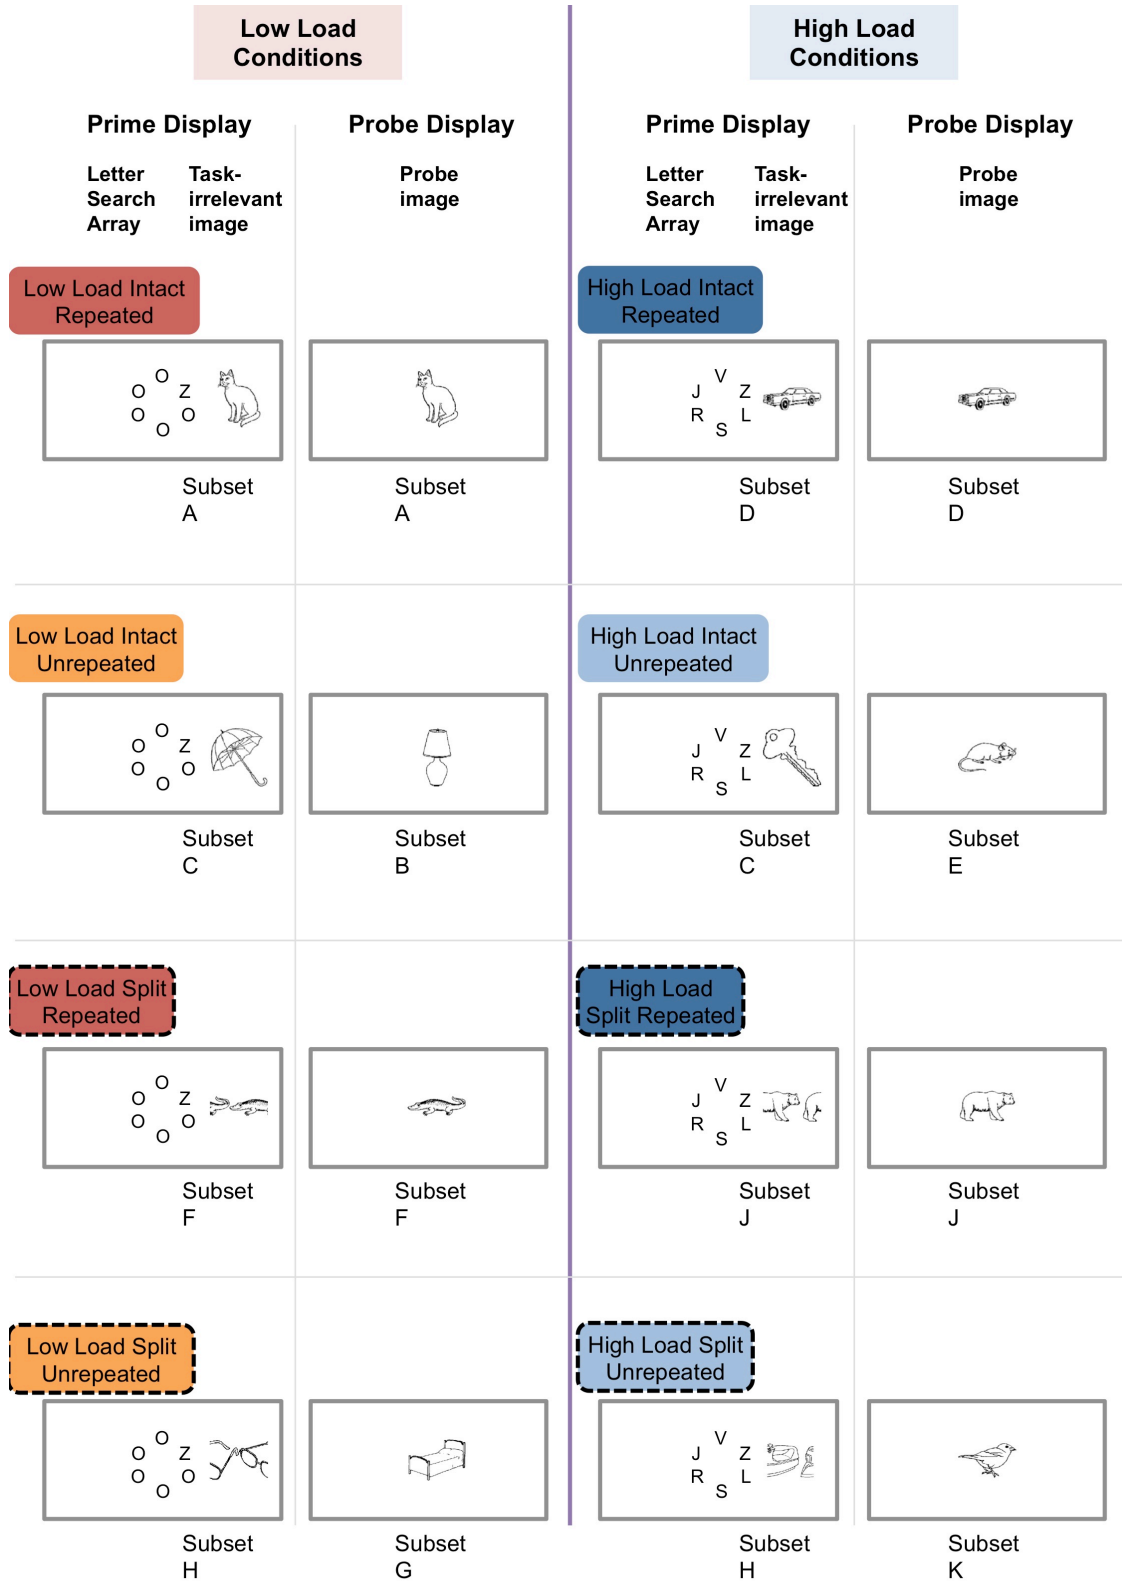 Low Load
Conditions
High Load
Conditions
Prime Display
Probe Display
Prime Display
Probe Display
Letter
Search
Array
Task-
irrelevant
image
Probe
image
Letter
Search
Array
Task-
irrelevant
image
Probe
image
Low Load Intact
Repeated
High Load Intact
Repeated
O
O Z
O O
O
V
J Z
R L
S
Subset
A
Subset
A
Subset
D
Subset
D
Low Load Intact
Unrepeated
High Load Intact
Unrepeated
O
O Z
O O
O
V
J Z
R L
S
Subset
C
Subset
B
Subset
C
Subset
E
Low Load Split
Repeated
High Load
Split Repeated
O
O Z
O O
O
V
J Z
R L
S
Subset
F
Subset
F
Subset
J
Subset
J
Low Load Split
Unrepeated
High Load Split
Unrepeated
O
O Z
O O
O
V
J Z
R L
S
Subset
H
Subset
G
Subset
H
Subset
K